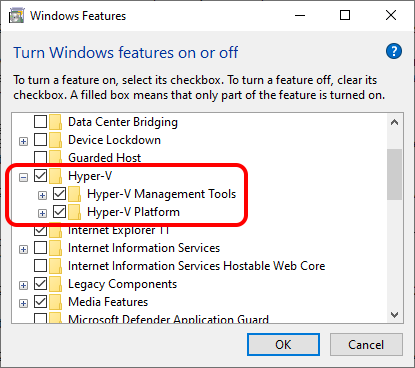 Windows Features
Turn Windows features on or off
To turn a feature on, select its checkbox. To turn a feature off, clear its
checkbox. A filled box means that only part of the feature is turned on.
Data Center Bridging
Device Lockdown
Guarded Host
Hyper-V
Hyper-V Management Tools
Hyper-V Platform
Internet Explorer 11
Internet Information Services
Internet Information Services Hostable Web Core
Legacy Components
Media Features
Microsoft Defender Application Guard
OK
Cancel